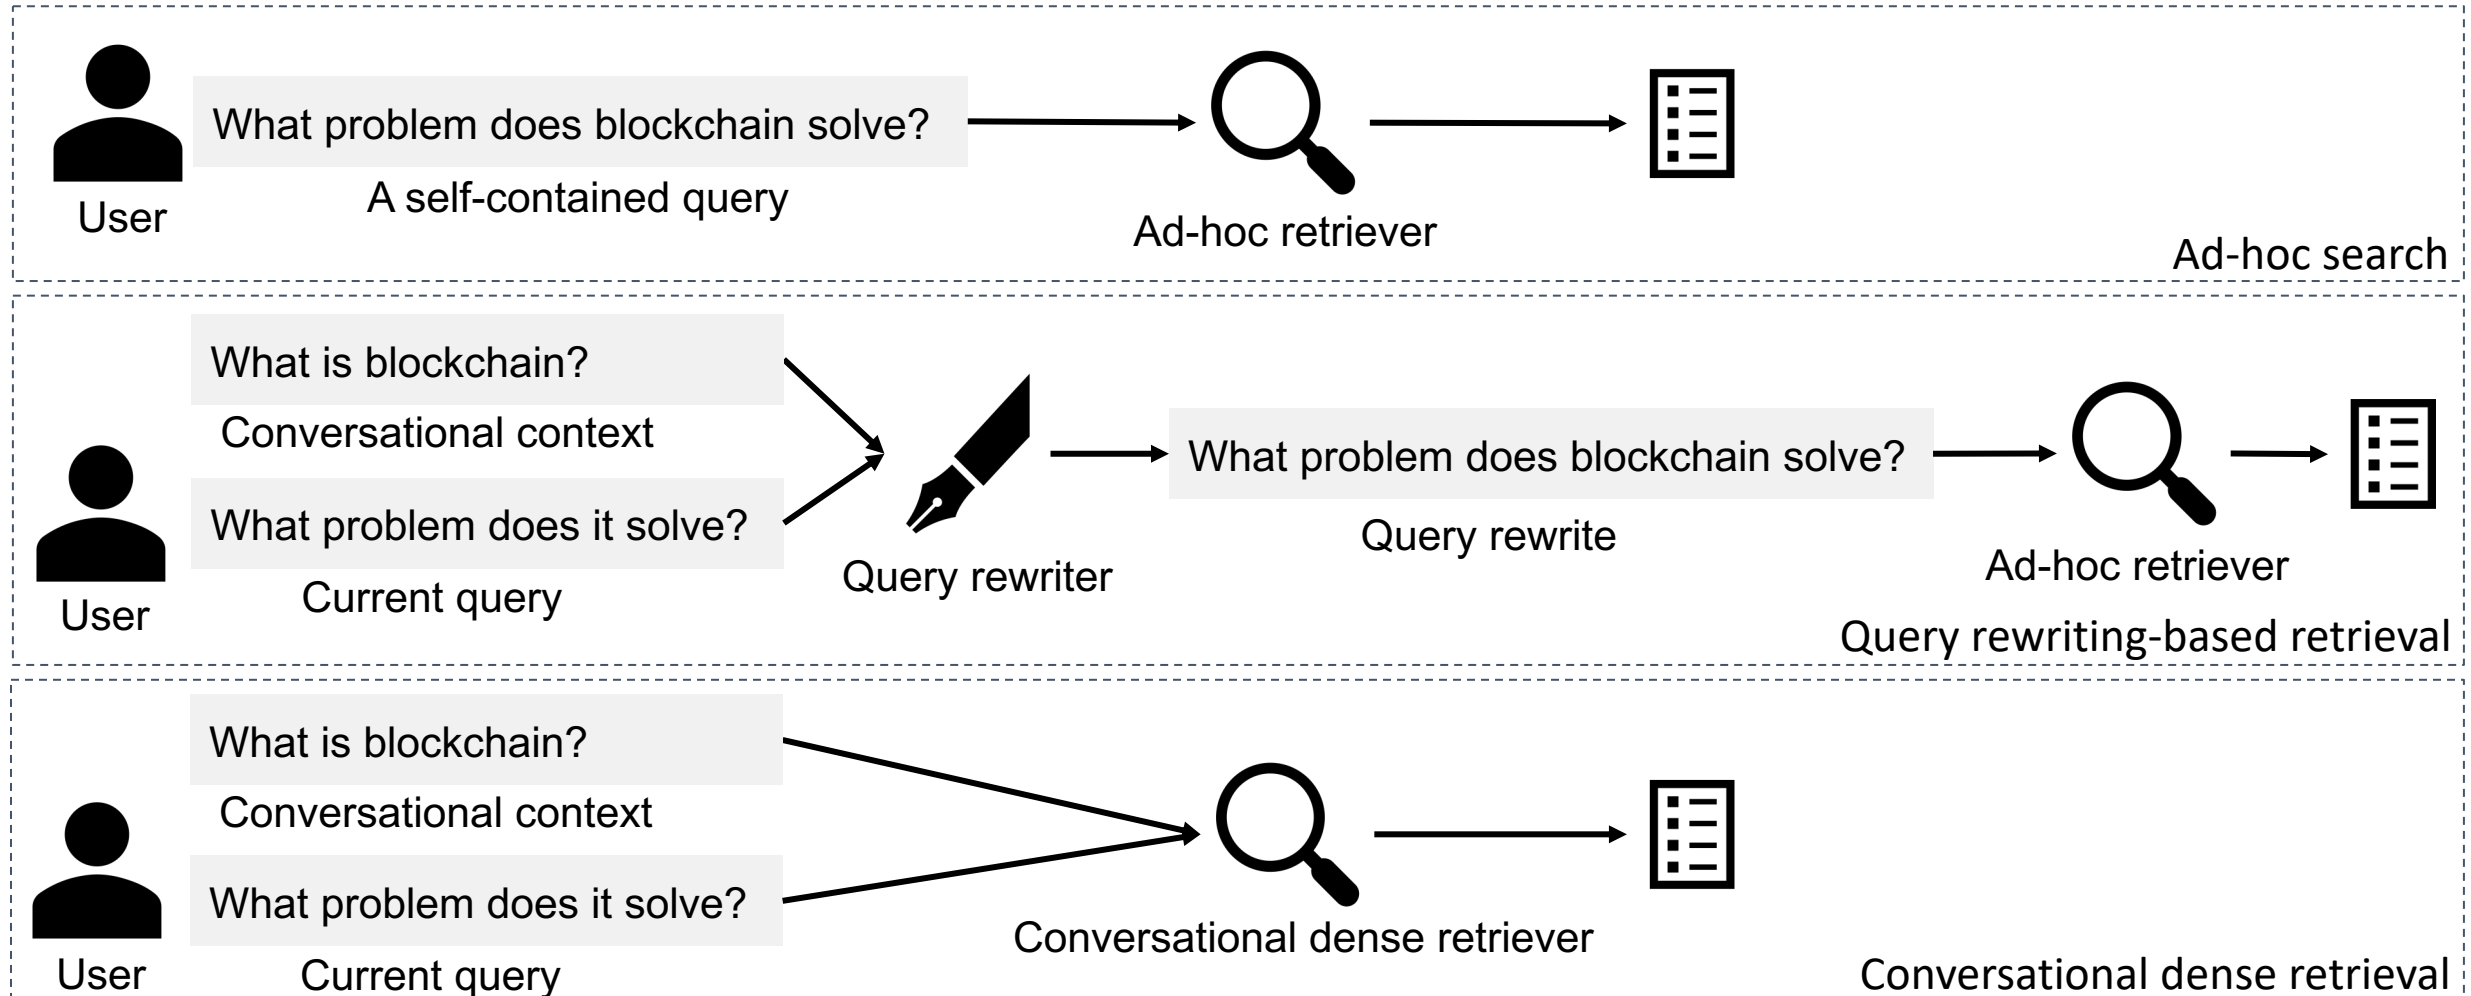 What problem does blockchain solve?
A self-contained query
User
Ad-hoc retriever
Ad-hoc search
What is blockchain?
Conversational context
What problem does it solve?
Current query
User
Query rewriter
What problem does blockchain solve?
Query rewrite
Ad-hoc retriever
Query rewriting-based retrieval
What is blockchain?
Conversational context
What problem does it solve?
Current query
User
Conversational dense retriever
Conversational dense retrieval